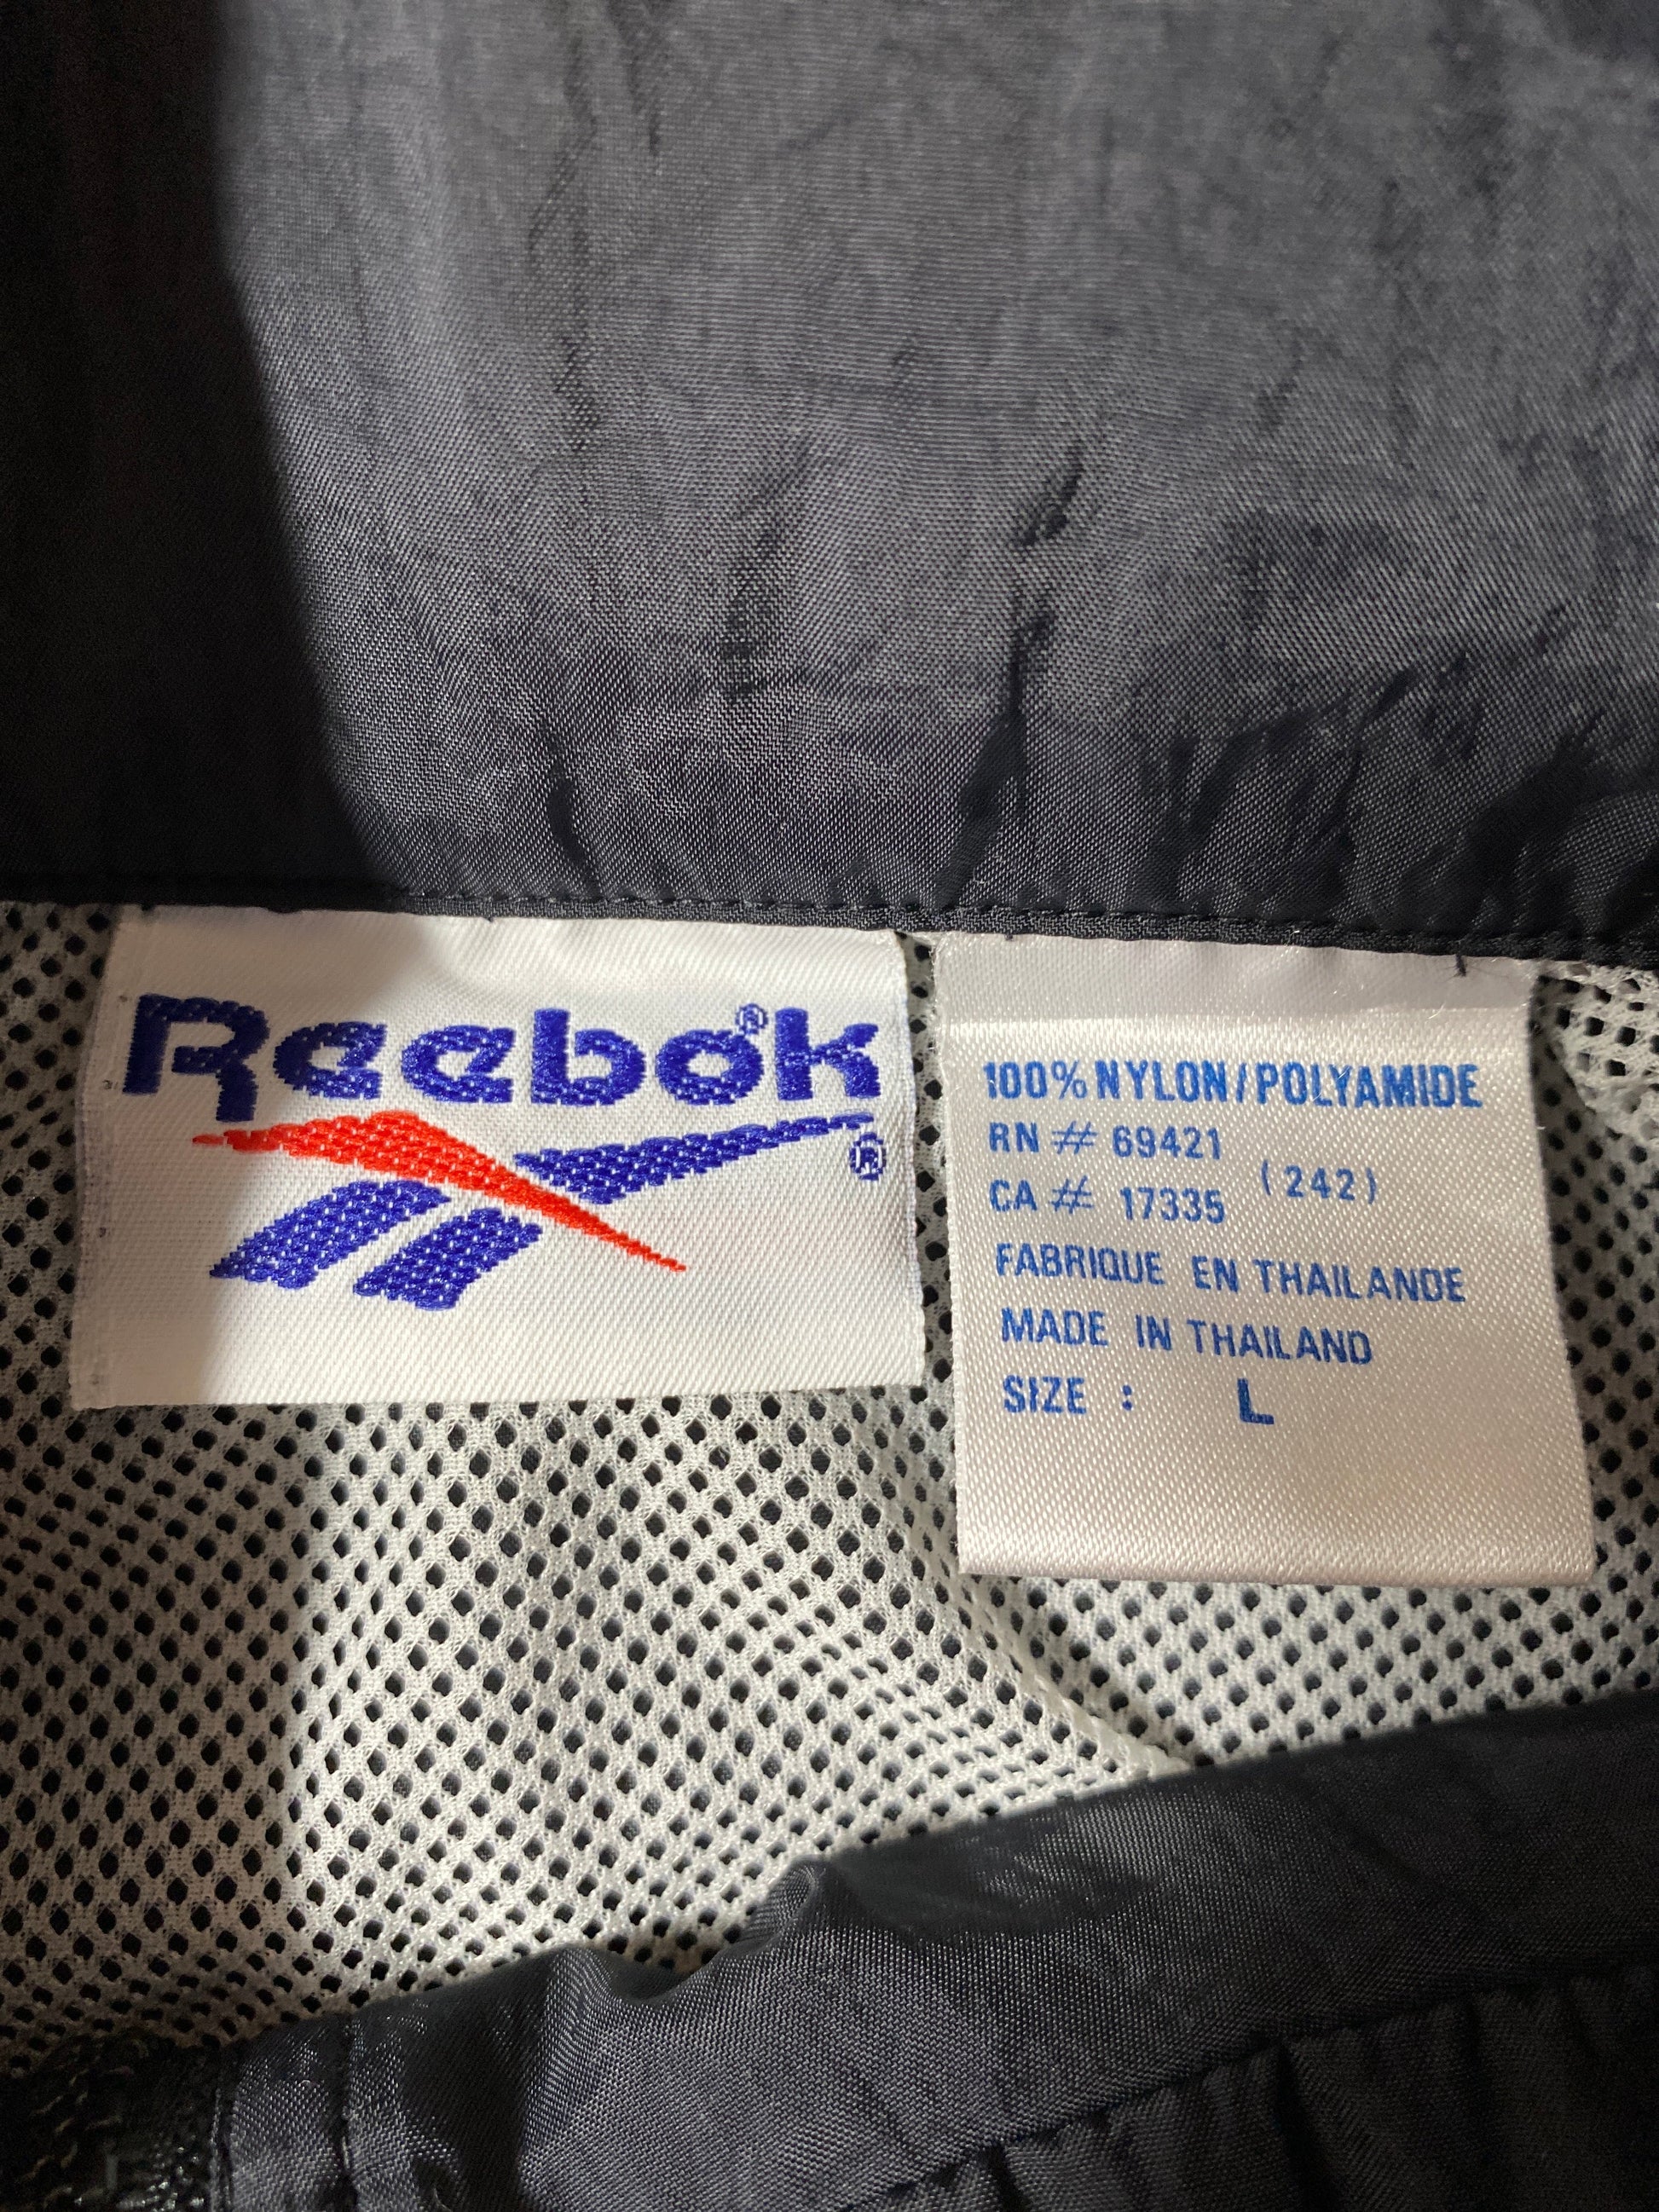 Reebok®
®
100% NYLON/POLYAMIDE
RN # 69421
CA # 17335 (242)
FABRIQUE EN THAILANDE
MADE IN THAILAND
SIZE : L